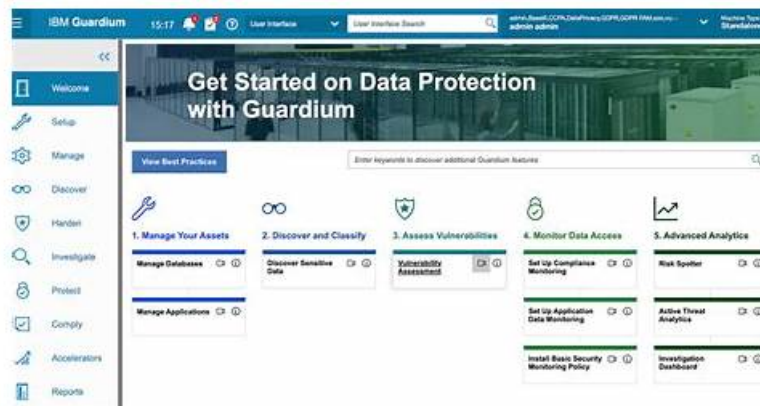 IBM Guardium
15:17
User Interface
User Interface Search
admin admin
Machine Type
Standalone
Welcome
Setup
Manage
Discover
Harden
Investigate
Protect
Comply
Accelerators
Reports
Get Started on Data Protection
with Guardium
View Best Practices
Enter keywords to discover additional Guardium features
1. Manage Your Assets
Manage Databases
Manage Applications
2. Discover and Classify
Discover Sensitive
Data
3. Assess Vulnerabilities
Vulnerability
Assessment
4. Monitor Data Access
Set Up Compliance
Monitoring
Set Up Application
Data Monitoring
Install Basic Security
Monitoring Policy
5. Advanced Analytics
Risk Spotter
Active Threat
Analytics
Investigation
Dashboard